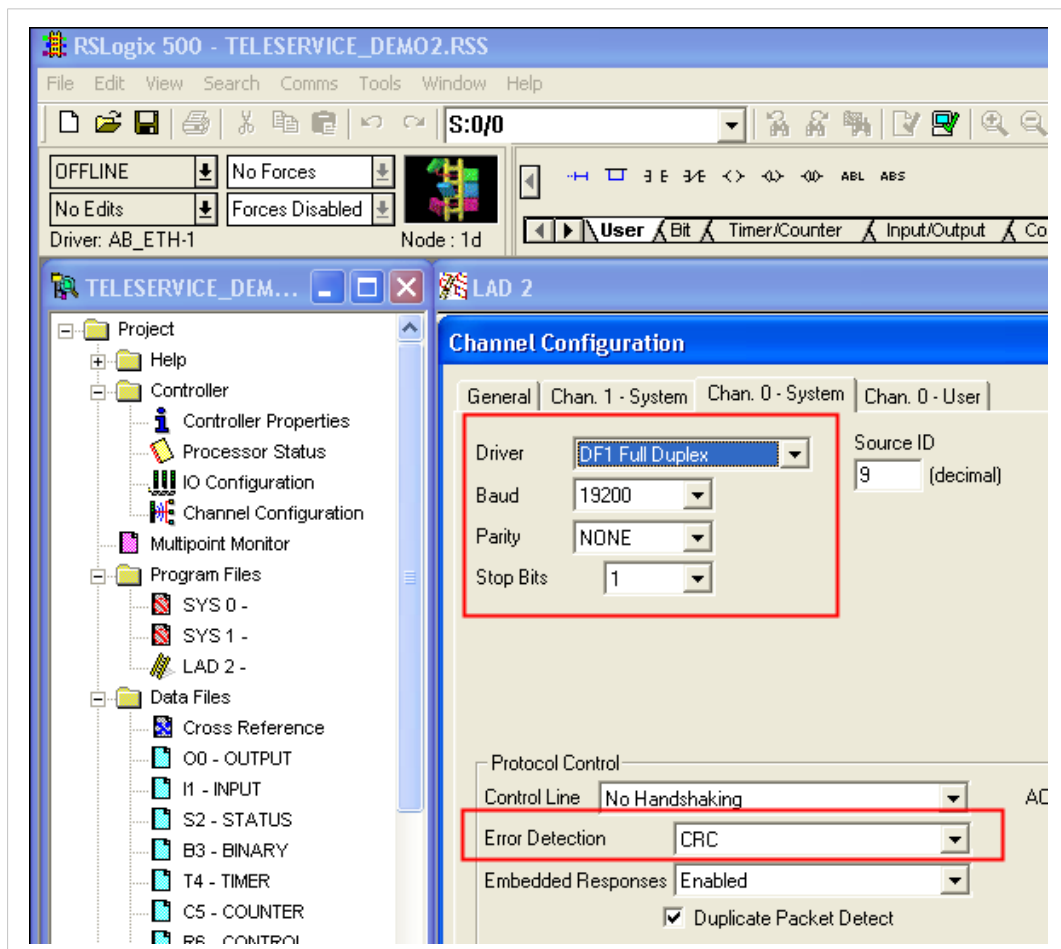 RSLogix 500 - TELESERVICE_DEMO2.RSS
File Edit View Search Comms Tools Window Help
S:0/0
OFFLINE No Forces
No Edits Forces Disabled
Driver: AB_ETH-1 Node : 1d
ABL ABS
User Bit Timer/Counter Input/Output Co
TELESERVICE_DEM...
Project
Help
Controller
Controller Properties
Processor Status
IO Configuration
Channel Configuration
Multipoint Monitor
Program Files
SYS 0 -
SYS 1 -
LAD 2 -
Data Files
Cross Reference
O0 - OUTPUT
I1 - INPUT
S2 - STATUS
B3 - BINARY
T4 - TIMER
C5 - COUNTER
R6 - CONTROL
LAD 2
Channel Configuration
General Chan. 1 - System Chan. 0 - System Chan. 0 - User
Driver DF1 Full Duplex
Baud 19200
Parity NONE
Stop Bits 1
Source ID
9 (decimal)
Protocol Control
Control Line No Handshaking AC
Error Detection CRC
Embedded Responses Enabled
Duplicate Packet Detect